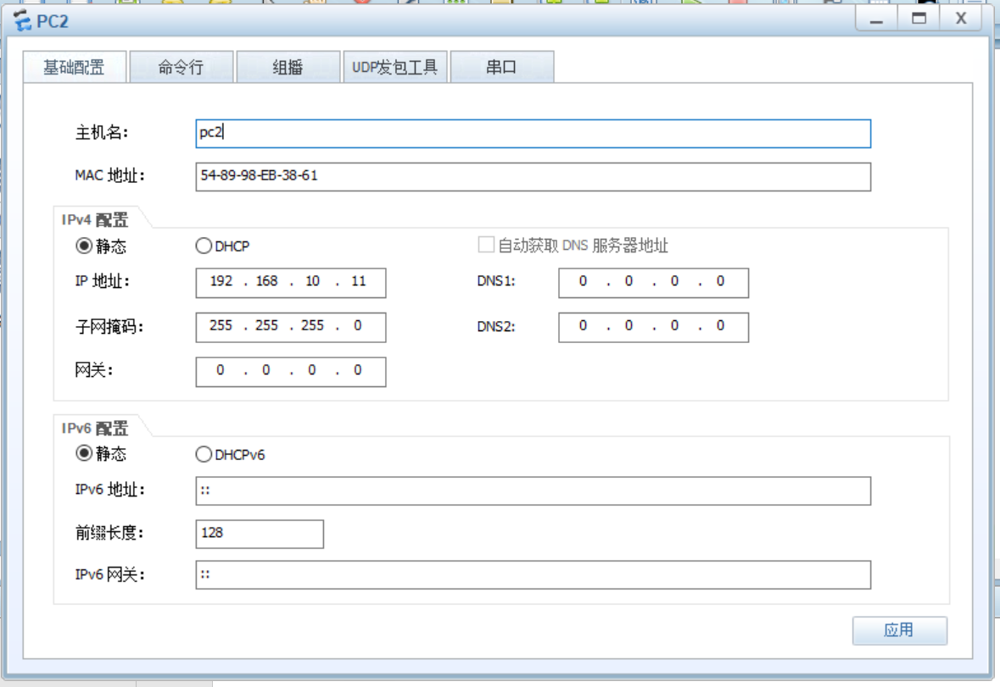 PC2
基础配置 命令行 组播 UDP发包工具 串口
主机名: pc2
MAC 地址: 54-89-98-EB-38-61
IPv4 配置
静态 DHCP 自动获取 DNS 服务器地址
IP 地址: 192 . 168 . 10 . 11 DNS1: 0 . 0 . 0 . 0
子网掩码: 255 . 255 . 255 . 0 DNS2: 0 . 0 . 0 . 0
网关: 0 . 0 . 0 . 0
IPv6 配置
静态 DHCPv6
IPv6 地址: ::
前缀长度: 128
IPv6 网关: ::
应用